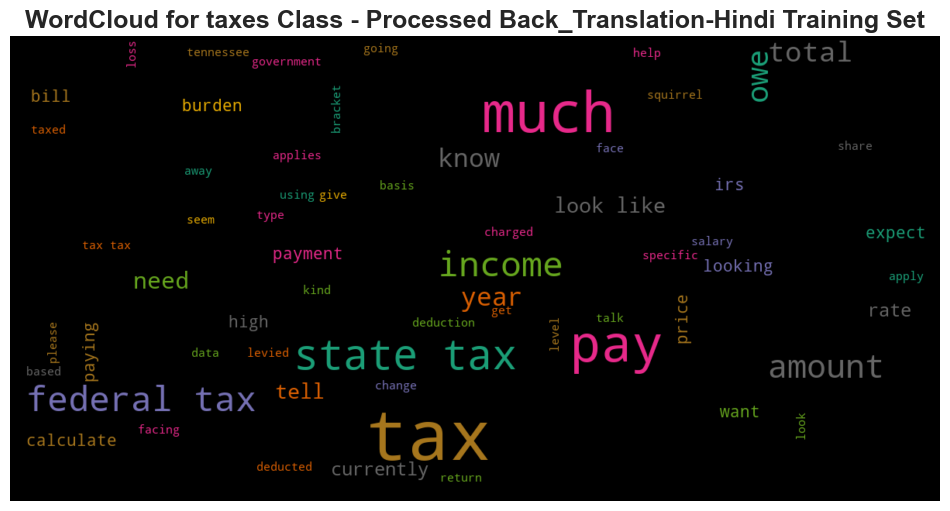 WordCloud for taxes Class - Processed Back_Translation-Hindi Training Set
loss
tennessee
going
government
help
owe
total
bill
burden
bracket
much
squirrel
taxed
applies
know
face
share
away
using
give
basis
look like
irs
seem
type
tax tax
payment
charged
salary
specific
expect
need
kind
income
looking
apply
year
get
high
deduction
talk
level
price
rate
please
paying
data
levied
state tax
pay
amount
based
federal tax
tell
change
want
look
calculate
facing
tax
deducted
currently
return